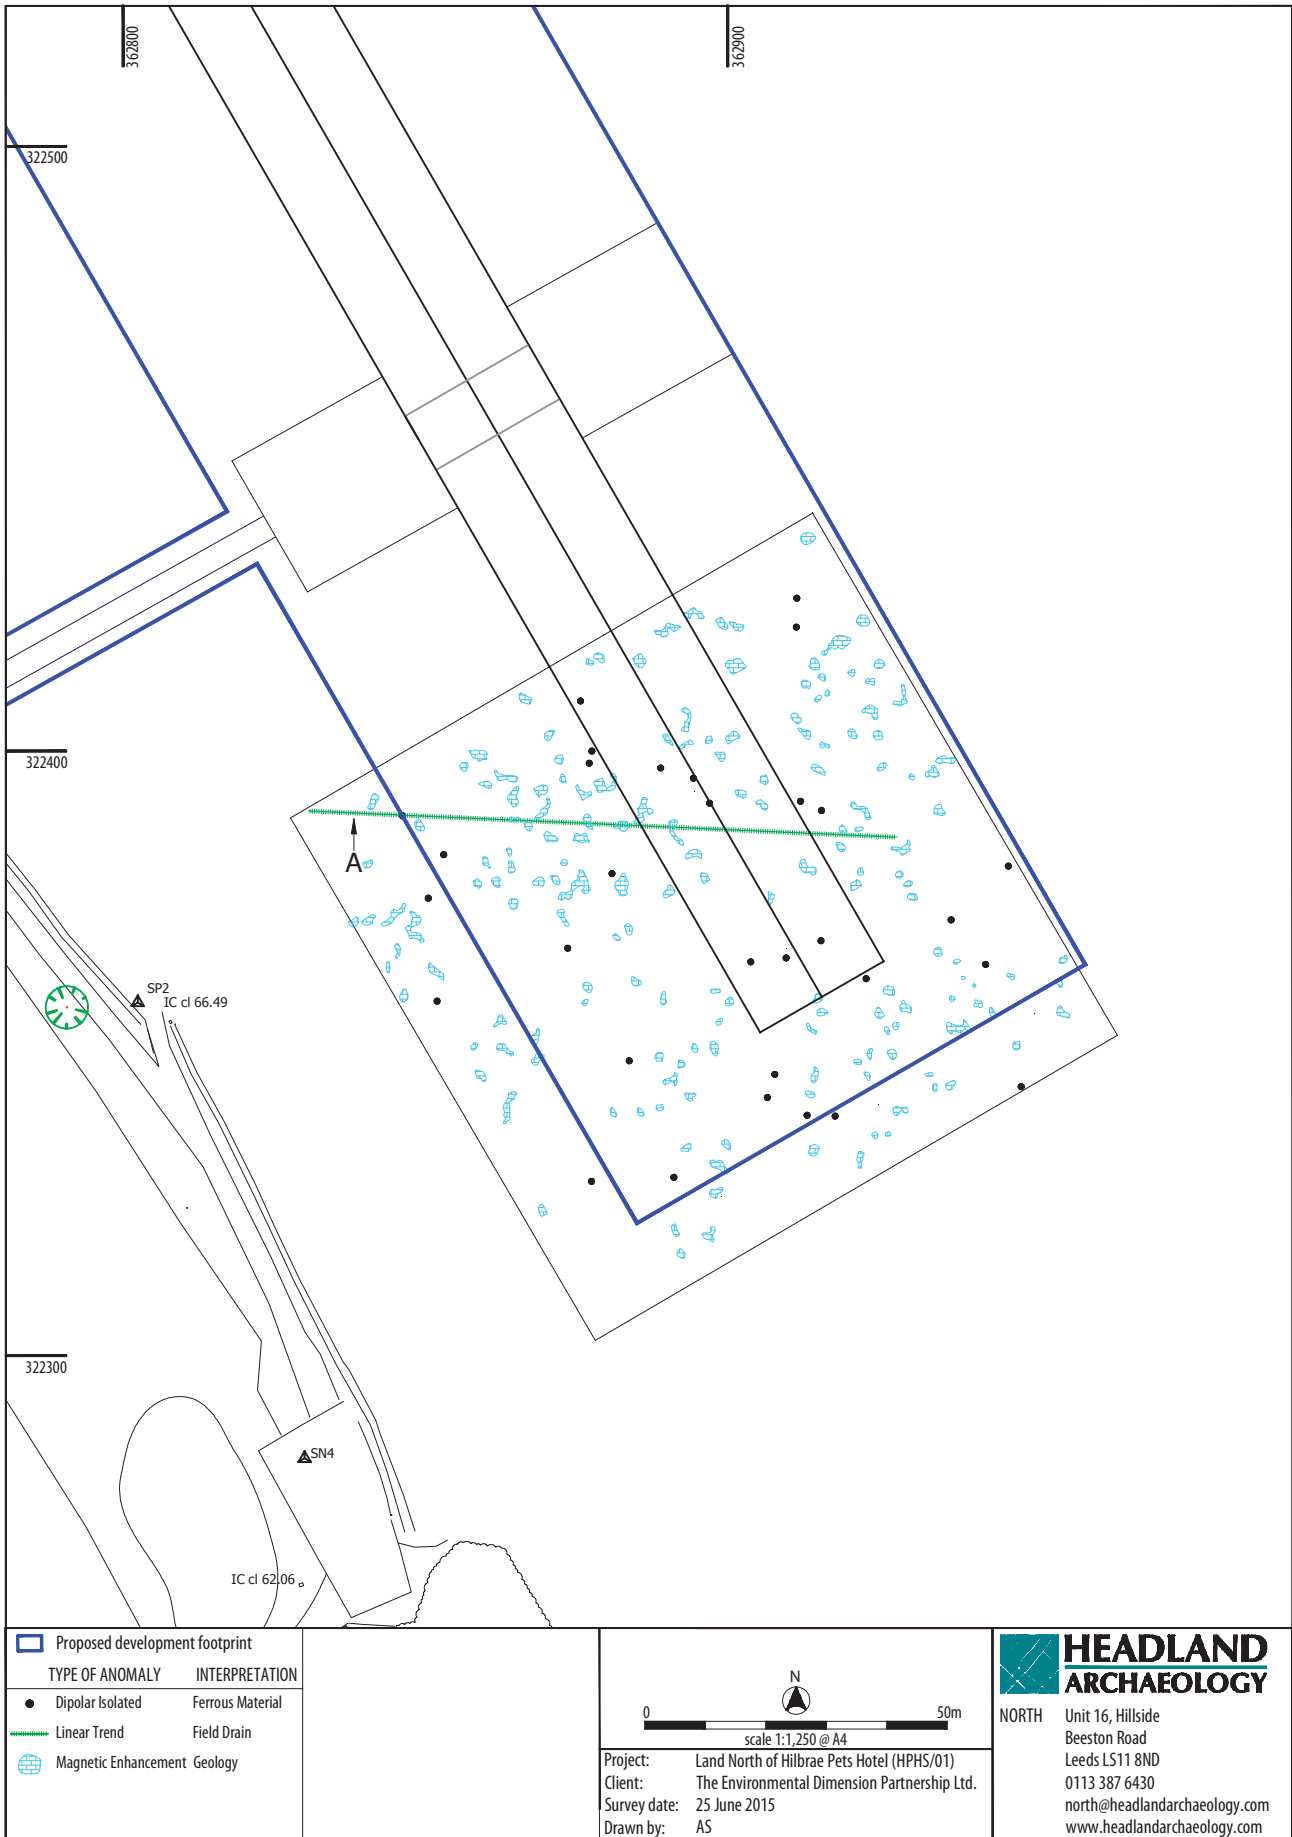 362800
362900
322500
322400
A
SP2
IC cl 66.49
322300
SN4
IC cl 62.06
Proposed development footprint
TYPE OF ANOMALY INTERPRETATION
Dipolar Isolated Ferrous Material
Linear Trend Field Drain
Magnetic Enhancement Geology
N
0 50m
scale 1:1,250 @ A4
Project: Land North of Hilbrae Pets Hotel (HPHS/01)
Client: The Environmental Dimension Partnership Ltd.
Survey date: 25 June 2015
Drawn by: AS
HEADLAND
ARCHAEOLOGY
NORTH Unit 16, Hillside
Beeston Road
Leeds LS11 8ND
0113 387 6430
north@headlandarchaeology.com
www.headlandarchaeology.com